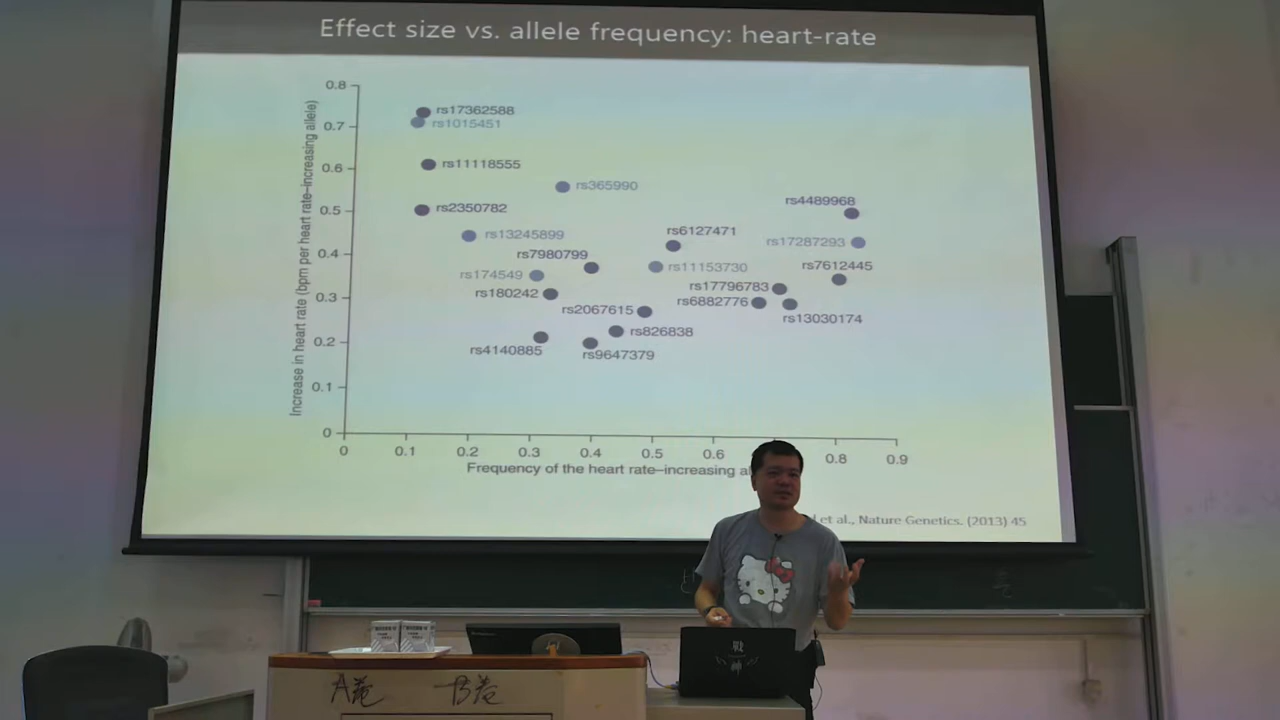 Effect size vs. allele frequency: heart-rate
Increase in heart rate (bpm per heart rate–increasing allele)
0.8
0.7
0.6
0.5
0.4
0.3
0.2
0.1
0
rs17362588
rs1015451
rs11118555
rs365990
rs2350782
rs4489968
rs13245899
rs6127471
rs17287293
rs7980799
rs11153730
rs7612445
rs174549
rs17796783
rs180242
rs6882776
rs2067615
rs13030174
rs826838
rs4140885
rs9647379
0 0.1 0.2 0.3 0.4 0.5 0.6 0.8 0.9
Frequency of the heart rate–increasing
et al., Nature Genetics. (2013) 45
戰
神
A卷 B卷